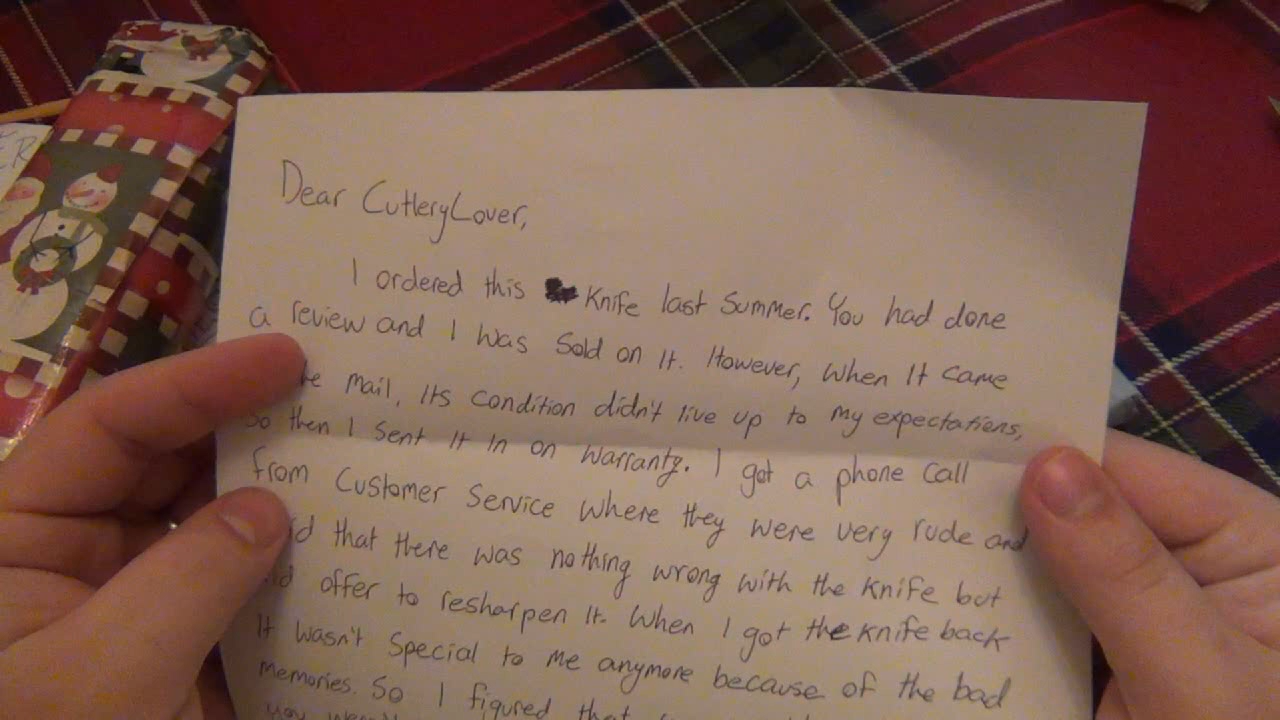 ER
Dear CutleryLover,
I ordered this Knife last Summer. You had done
a review and I was Sold on It. However, when It came
mail, Its condition didn't live up to my expectations,
So then I Sent It In on warranty. I got a phone call
from Customer Service where they were very rude and
that there was nothing wrong with the knife but
offer to resharpen It. When I got the knife back
It wasn't Special to me anymore because of the bad
memories. So I figured that
you